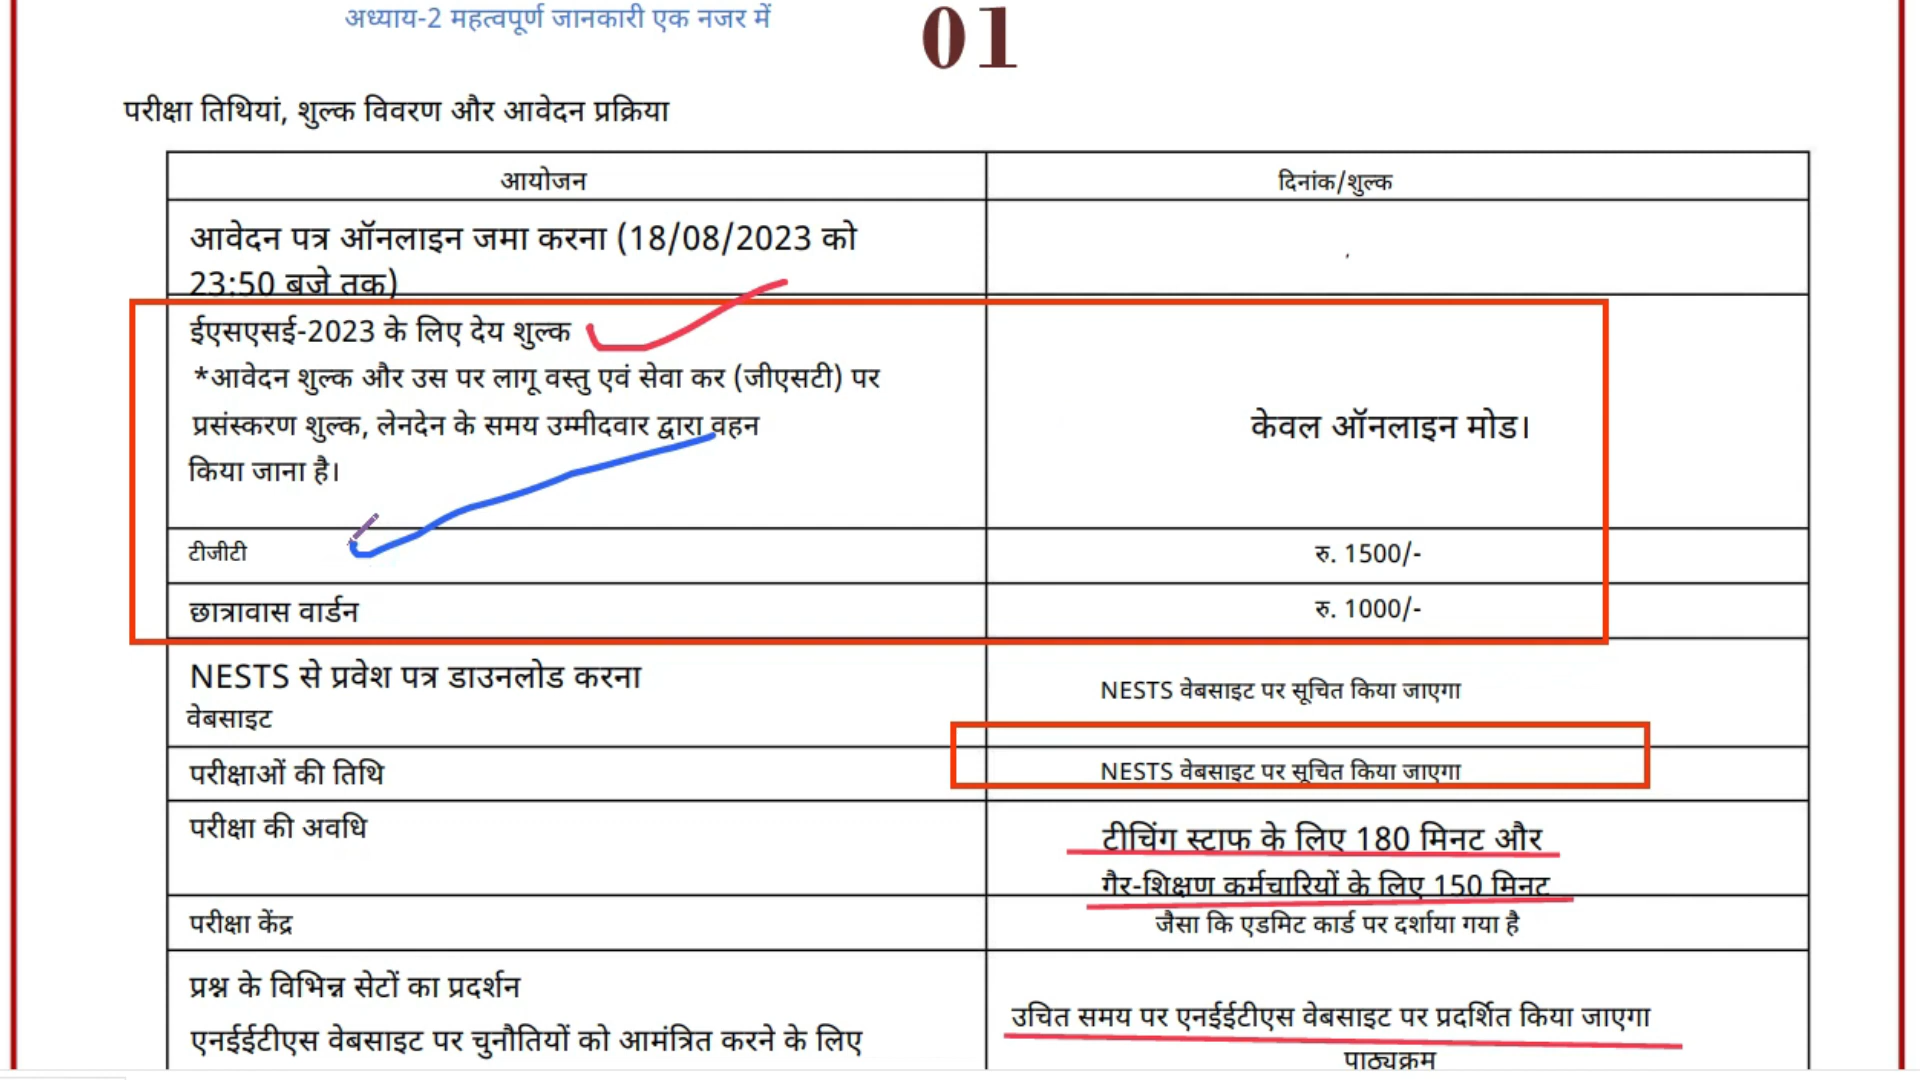 अध्याय-2 महत्वपूर्ण जानकारी एक नजर में
01
परीक्षा तिथियां, शुल्क विवरण और आवेदन प्रक्रिया
आयोजन
दिनांक/शुल्क
आवेदन पत्र ऑनलाइन जमा करना (18/08/2023 को
23:50 बजे तक)
ईएसएसई-2023 के लिए देय शुल्क
*आवेदन शुल्क और उस पर लागू वस्तु एवं सेवा कर (जीएसटी) पर
प्रसंस्करण शुल्क, लेनदेन के समय उम्मीदवार द्वारा वहन
किया जाना है।
केवल ऑनलाइन मोड।
टीजीटी
रु. 1500/-
छात्रावास वार्डन
रु. 1000/-
NESTS से प्रवेश पत्र डाउनलोड करना
वेबसाइट
NESTS वेबसाइट पर सूचित किया जाएगा
परीक्षाओं की तिथि
NESTS वेबसाइट पर सूचित किया जाएगा
परीक्षा की अवधि
टीचिंग स्टाफ के लिए 180 मिनट और
गैर-शिक्षण कर्मचारियों के लिए 150 मिनट
परीक्षा केंद्र
जैसा कि एडमिट कार्ड पर दर्शाया गया है
प्रश्न के विभिन्न सेटों का प्रदर्शन
एनईईटीएस वेबसाइट पर चुनौतियों को आमंत्रित करने के लिए
उचित समय पर एनईईटीएस वेबसाइट पर प्रदर्शित किया जाएगा
पाठ्यक्रम